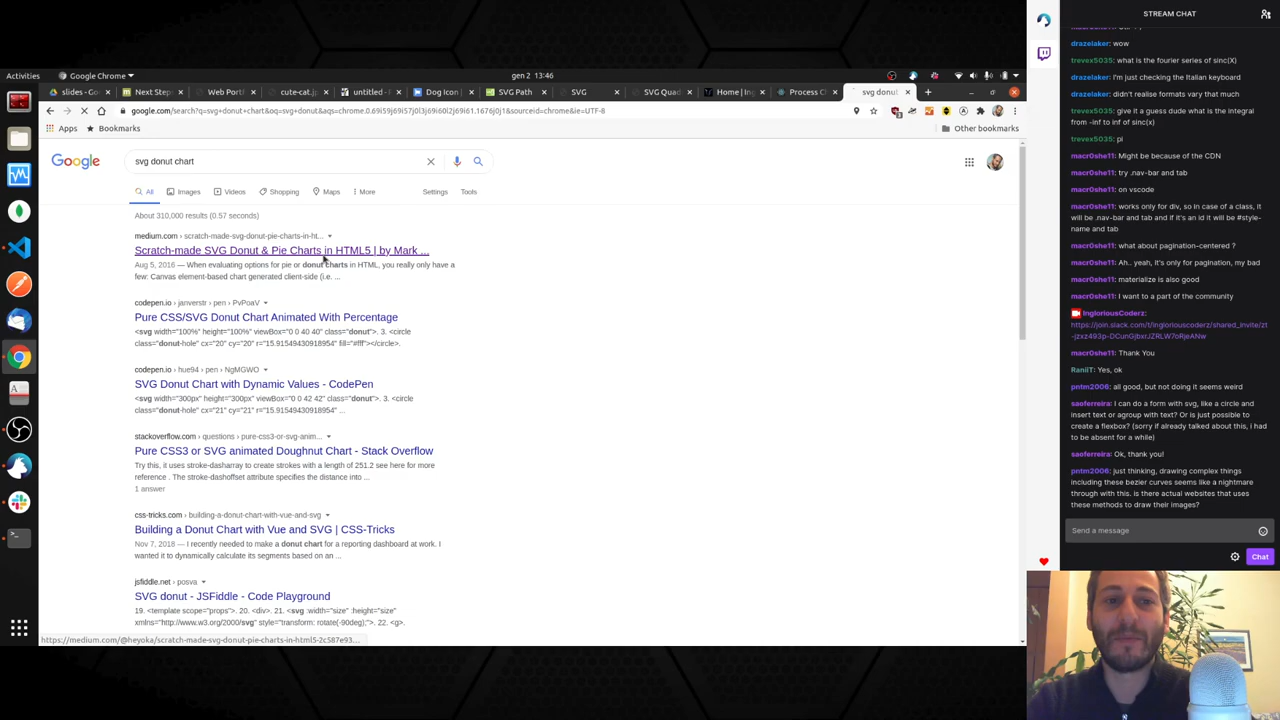 Activities
Google Chrome
gen 2 13:46
slides - Go
Next Steps
Web Portf
cute-cat.jp
untitled -
Dog Icon |
SVG Path
SVG
SVG Quad
Home | Ing
Process Ch
svg donut
google.com/search?q=svg+donut+chart&oq=svg+donut+
Apps
Bookmarks
Other bookmarks
Google
svg donut chart
All
Images
Videos
Shopping
Maps
More
Settings
Tools
About 310,000 results (0.57 seconds)
medium.com › scratch-made-svg-donut-pie-charts-in-ht...
Scratch-made SVG Donut & Pie Charts in HTML5 | by Mark ...
Aug 5, 2016 — When evaluating options for pie or donut charts in HTML, you really only have a
few: Canvas element-based chart generated client-side (i.e. ...
codepen.io › janverstr › pen › PvPoaV
Pure CSS/SVG Donut Chart Animated With Percentage
<svg width="100%" height="100%" viewBox="0 0 40 40" class="donut">. 3. <circle
class="donut-hole" cx="20" cy="20" r="15.91549430918954" fill="#fff"></circle>.
codepen.io › hue94 › pen › NgMGWO
SVG Donut Chart with Dynamic Values - CodePen
<svg width="300px" height="300px" viewBox="0 0 42 42" class="donut">. 3. <circle
class="donut-hole" cx="21" cy="21" r="15.91549430918954" ...
stackoverflow.com › questions › pure-css3-or-svg-anim...
Pure CSS3 or SVG animated Doughnut Chart - Stack Overflow
Try this, it uses stroke-dasharray to create strokes with a length of 251.2 see here for more
reference . The stroke-dashoffset attribute specifies the distance into ...
1 answer
css-tricks.com › building-a-donut-chart-with-vue-and-svg
Building a Donut Chart with Vue and SVG | CSS-Tricks
Nov 7, 2018 — I recently needed to make a donut chart for a reporting dashboard at work. I
wanted it to dynamically calculate its segments based on an ...
jsfiddle.net › posva
SVG donut - JSFiddle - Code Playground
19. <template scope="props">. 20. <div>. 21. <svg :width="size" :height="size"
xmlns="http://www.w3.org/2000/svg" style="transform: rotate(-90deg);">. 22. <g>.
https://medium.com/@heyoka/scratch-made-svg-donut-pie-charts-in-html5-2c587e93...
STREAM CHAT
drazelaker: wow
trevex5035: what is the fourier series of sinc(X)
drazelaker: I'm just checking the Italian keyboard
drazelaker: didn't realise formats vary that much
trevex5035: give it a guess dude what is the integral
from -inf to inf of sinc(x)
trevex5035: pi
macr0she11: Might be because of the CDN
macr0she11: try .nav-bar and tab
macr0she11: on vscode
macr0she11: works only for div, so in case of a class, it
will be .nav-bar and tab and if it's an id it will be #style-
name and tab
macr0she11: what about pagination-centered ?
macr0she11: Ah.. yeah, it's only for pagination, my bad
macr0she11: materialize is also good
macr0she11: I want to a part of the community
IngloriousCoderz:
https://join.slack.com/t/ingloriouscoderz/shared_invite/zt
macr0she11: Thank You
RaniiT: Yes, ok
pntm2006: all good, but not doing it seems weird
saoferreira: I can do a form with svg, like a circle and
insert text or agroup with text? Or is just possible to
create a flexbox? (sorry if already talked about this, i had
to be absent for a while)
saoferreira: Ok, thank you!
pntm2006: just thinking, drawing complex things
including these bezier curves seems like a nightmare
through with this. is there actual websites that uses
these methods to draw their images?
Send a message
Chat